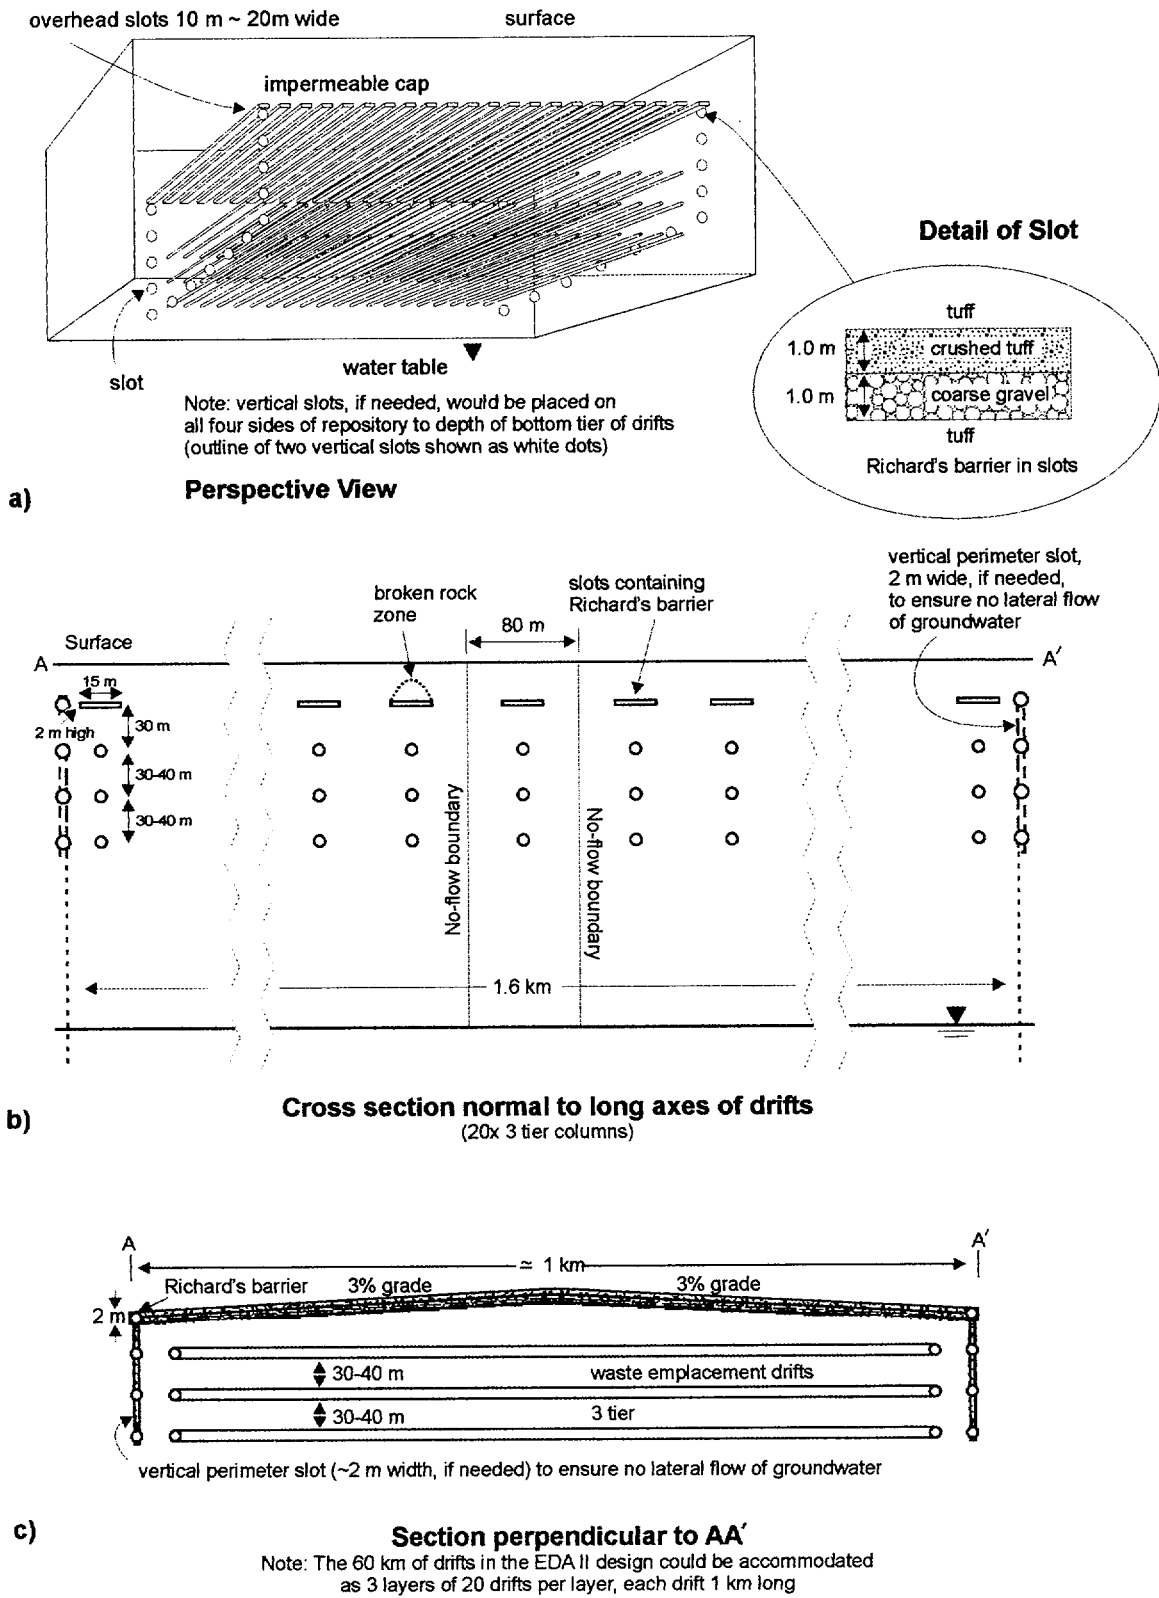 overhead slots 10 m ~ 20m wide
surface
impermeable cap
slot
water table
Note: vertical slots, if needed, would be placed on
all four sides of repository to depth of bottom tier of drifts
(outline of two vertical slots shown as white dots)
Detail of Slot
tuff
1.0 m
crushed tuff
1.0 m
coarse gravel
tuff
Richard's barrier in slots
a)
Perspective View
broken rock
zone
slots containing
Richard's barrier
vertical perimeter slot,
2 m wide, if needed,
to ensure no lateral flow
of groundwater
80 m
Surface
A
A′
15 m
2 m high
30 m
30-40 m
30-40 m
No-flow boundary
No-flow boundary
1.6 km
b)
Cross section normal to long axes of drifts
(20x 3 tier columns)
A
A′
≃ 1 km
Richard's barrier
3% grade
3% grade
2 m
30-40 m
waste emplacement drifts
30-40 m
3 tier
vertical perimeter slot (~2 m width, if needed) to ensure no lateral flow of groundwater
c)
Section perpendicular to AA′
Note: The 60 km of drifts in the EDA II design could be accommodated
as 3 layers of 20 drifts per layer, each drift 1 km long